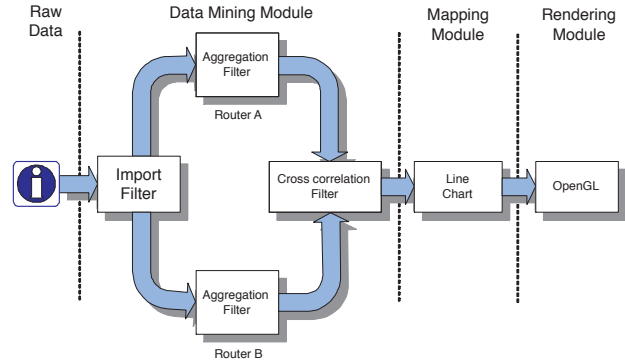 Raw
Data
Data Mining Module
Mapping
Module
Rendering
Module
Aggregation
Filter
Router A
Import
Filter
Cross correlation
Filter
Line
Chart
OpenGL
Aggregation
Filter
Router B